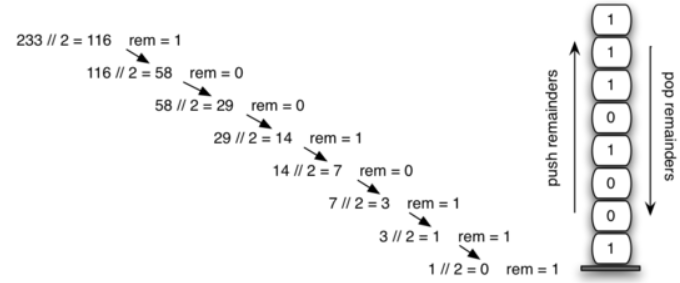 233 // 2 = 116 rem = 1
116 // 2 = 58 rem = 0
58 // 2 = 29 rem = 0
29 // 2 = 14 rem = 1
14 // 2 = 7 rem = 0
7 // 2 = 3 rem = 1
3 // 2 = 1 rem = 1
1 // 2 = 0 rem = 1
push remainders
1
1
1
0
1
0
0
1
pop remainders